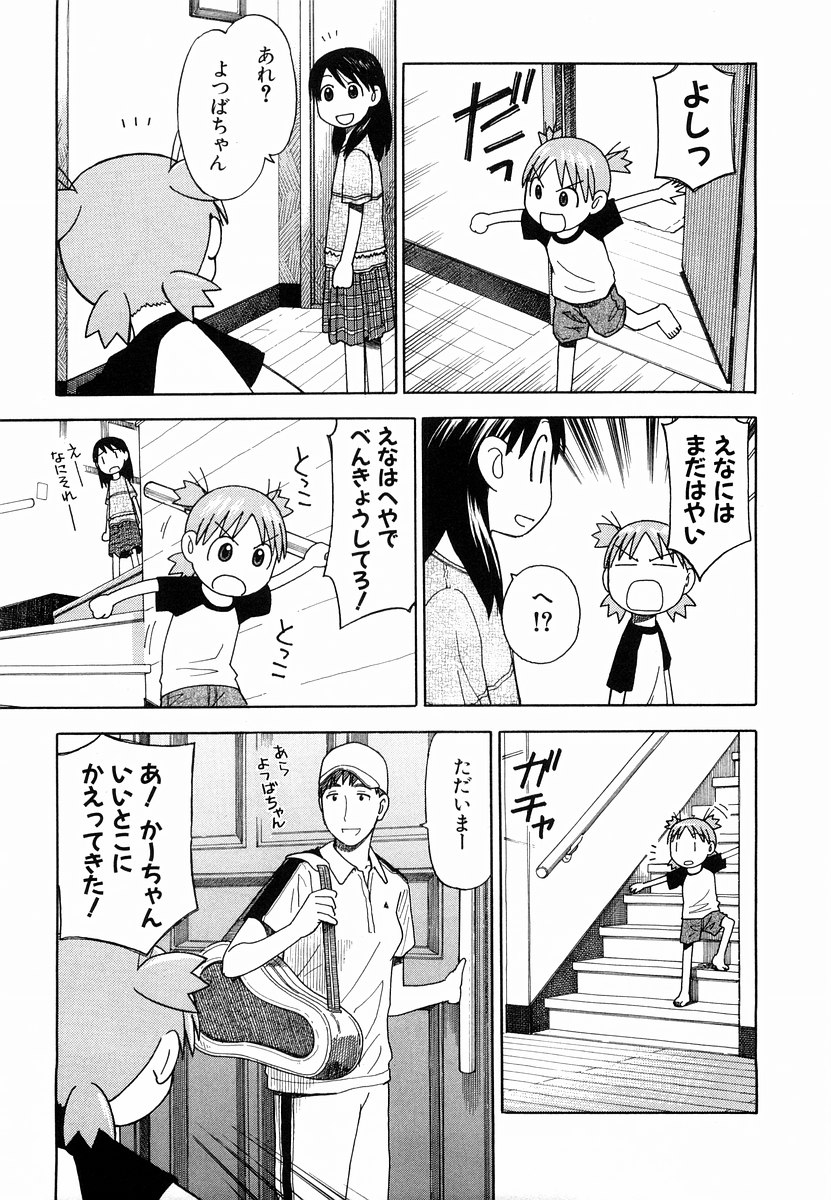 よしっ
だっ
あれ?
よつばちゃん
えなには
まだはやい
へ!?
えなはへやで
べんきょうしてろ!
とっ
とっ
えー
なにそれー
ガチャ
ただいまー
あら
よつばちゃん
あ!かーちゃん
いいとこに
かえってきた!